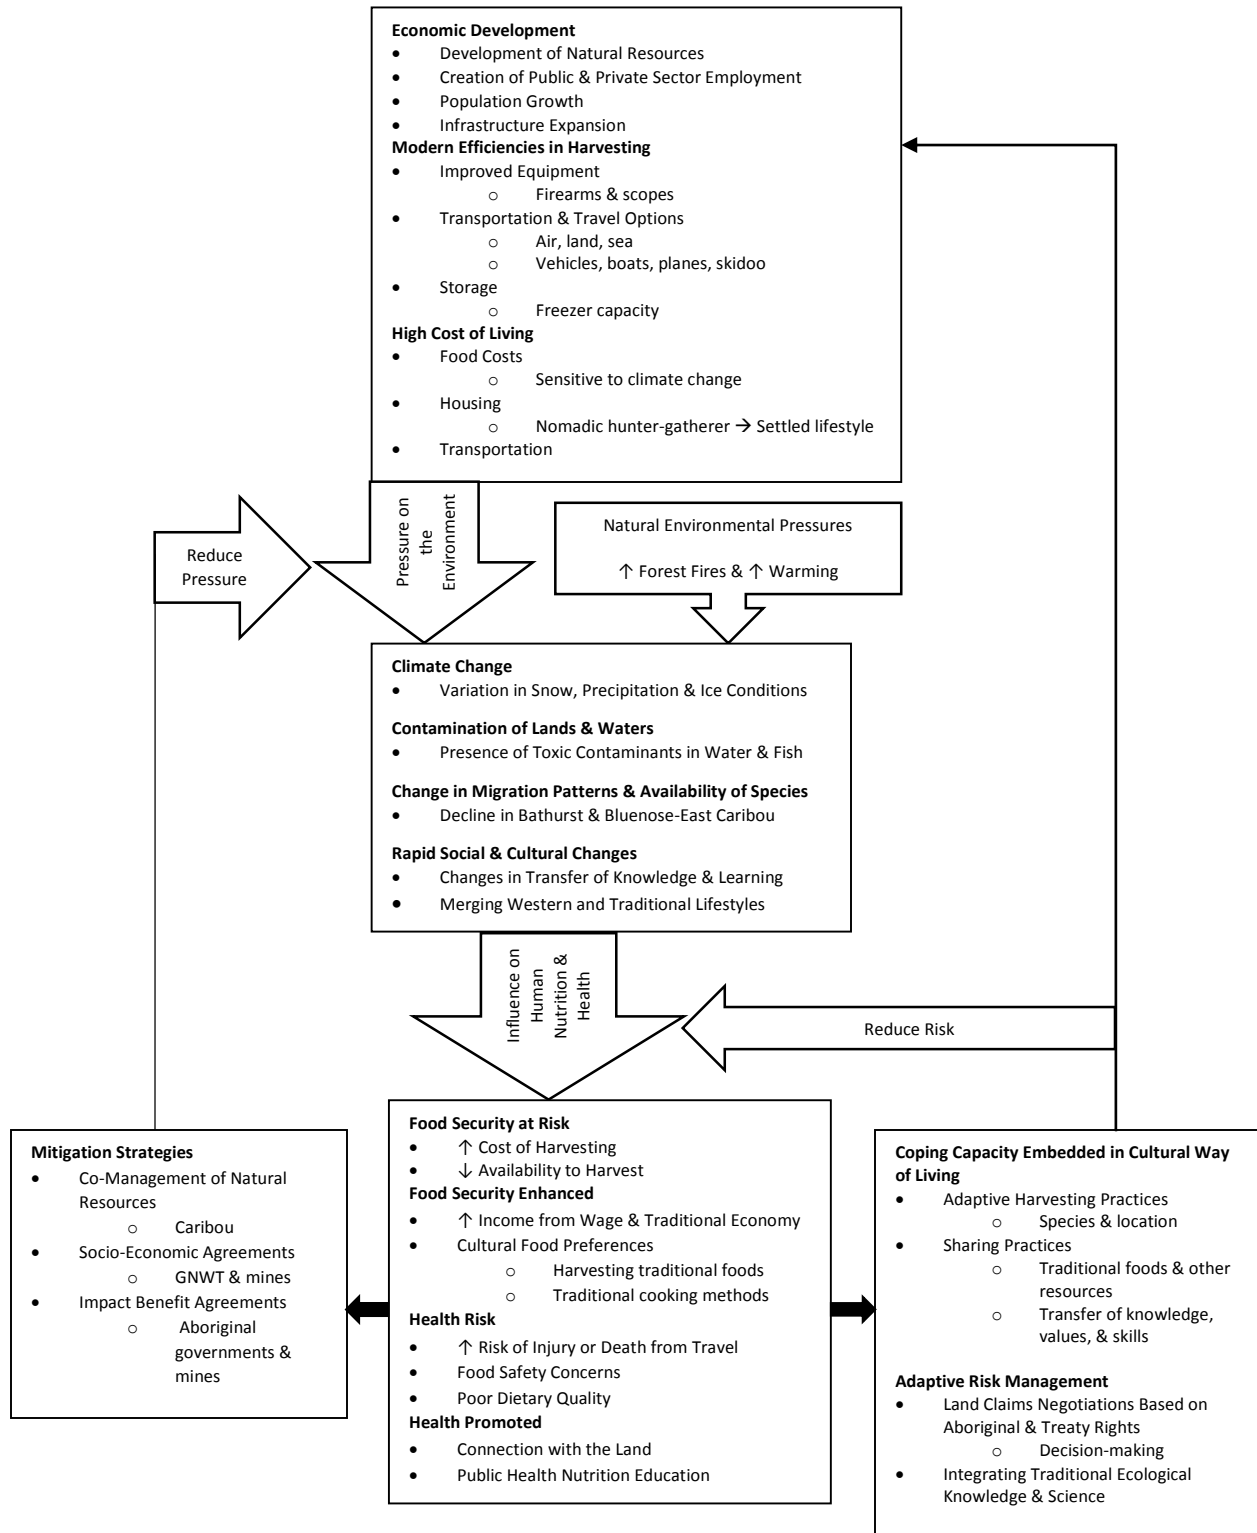 Economic Development
• Development of Natural Resources
• Creation of Public & Private Sector Employment
• Population Growth
• Infrastructure Expansion
Modern Efficiencies in Harvesting
• Improved Equipment
o Firearms & scopes
• Transportation & Travel Options
o Air, land, sea
o Vehicles, boats, planes, skidoo
• Storage
o Freezer capacity
High Cost of Living
• Food Costs
o Sensitive to climate change
• Housing
o Nomadic hunter-gatherer → Settled lifestyle
• Transportation
Pressure on
the
Environment
Natural Environmental Pressures
↑ Forest Fires & ↑ Warming
Reduce
Pressure
Climate Change
• Variation in Snow, Precipitation & Ice Conditions
Contamination of Lands & Waters
• Presence of Toxic Contaminants in Water & Fish
Change in Migration Patterns & Availability of Species
• Decline in Bathurst & Bluenose-East Caribou
Rapid Social & Cultural Changes
• Changes in Transfer of Knowledge & Learning
• Merging Western and Traditional Lifestyles
Influence on
Human
Nutrition &
Health
Reduce Risk
Mitigation Strategies
• Co-Management of Natural
Resources
o Caribou
• Socio-Economic Agreements
o GNWT & mines
• Impact Benefit Agreements
o Aboriginal
governments &
mines
Food Security at Risk
• ↑ Cost of Harvesting
• ↓ Availability to Harvest
Food Security Enhanced
• ↑ Income from Wage & Traditional Economy
• Cultural Food Preferences
o Harvesting traditional foods
o Traditional cooking methods
Health Risk
• ↑ Risk of Injury or Death from Travel
• Food Safety Concerns
• Poor Dietary Quality
Health Promoted
• Connection with the Land
• Public Health Nutrition Education
Coping Capacity Embedded in Cultural Way
of Living
• Adaptive Harvesting Practices
o Species & location
• Sharing Practices
o Traditional foods & other
resources
o Transfer of knowledge,
values, & skills
Adaptive Risk Management
• Land Claims Negotiations Based on
Aboriginal & Treaty Rights
o Decision-making
• Integrating Traditional Ecological
Knowledge & Science